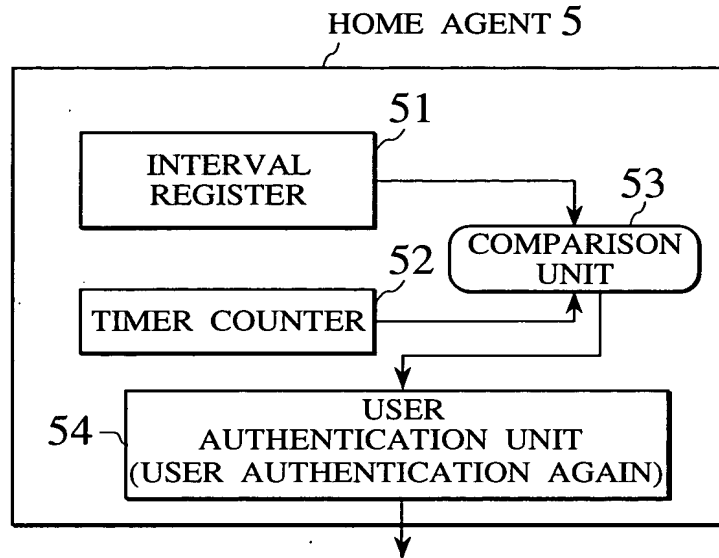 HOME AGENT 5
51
INTERVAL
REGISTER
53
COMPARISON
UNIT
52
TIMER COUNTER
54
USER
AUTHENTICATION UNIT
(USER AUTHENTICATION AGAIN)